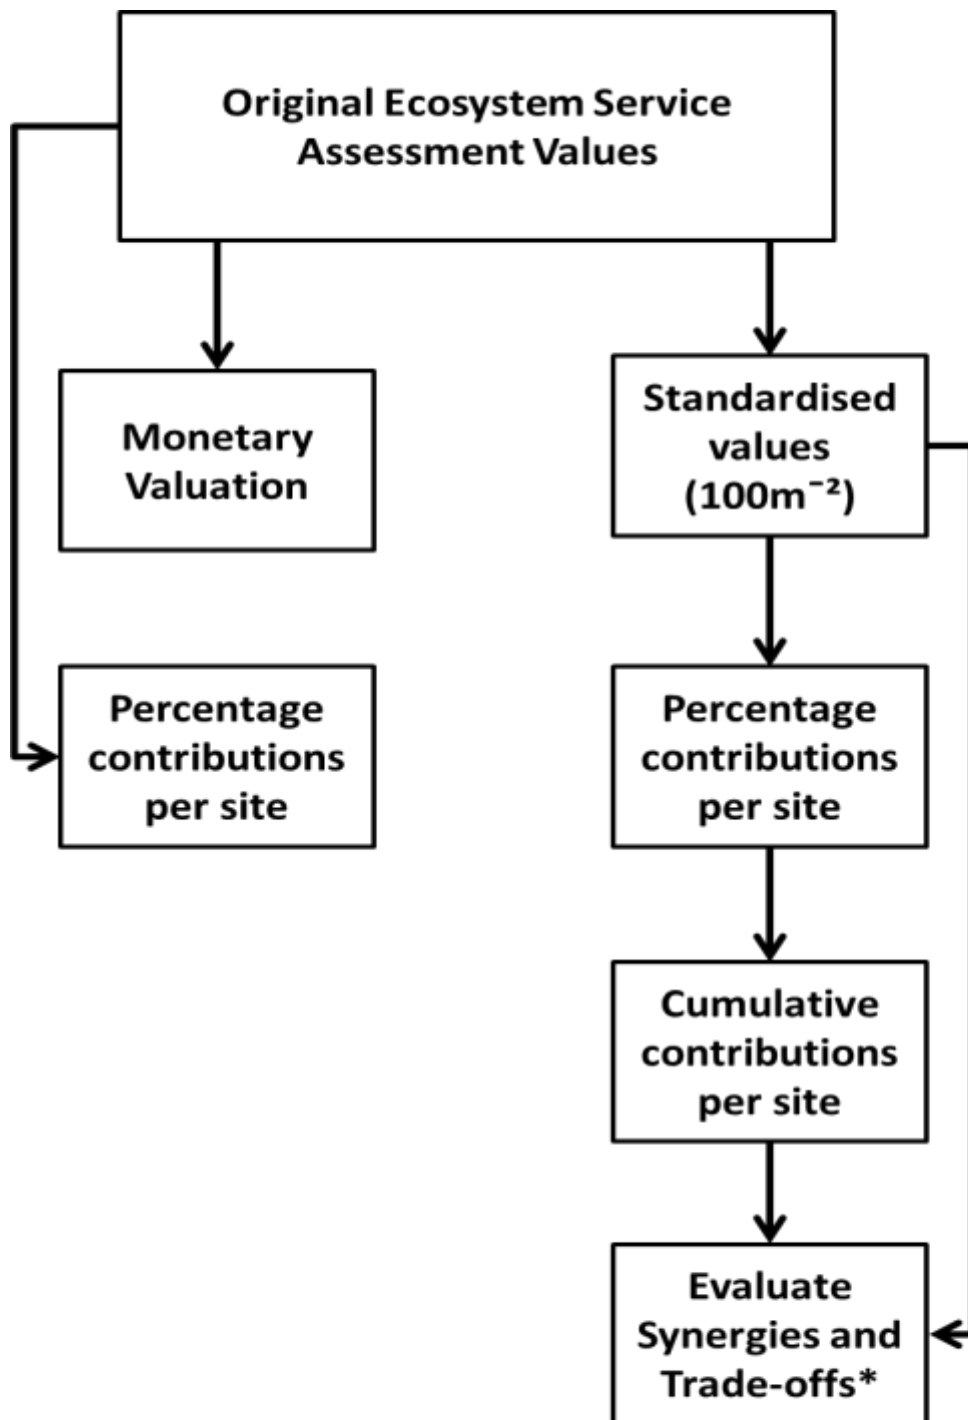 Original Ecosystem Service
Assessment Values
Monetary
Valuation
Standardised
values
(100m⁻²)
Percentage
contributions
per site
Percentage
contributions
per site
Cumulative
contributions
per site
Evaluate
Synergies and
Trade-offs*